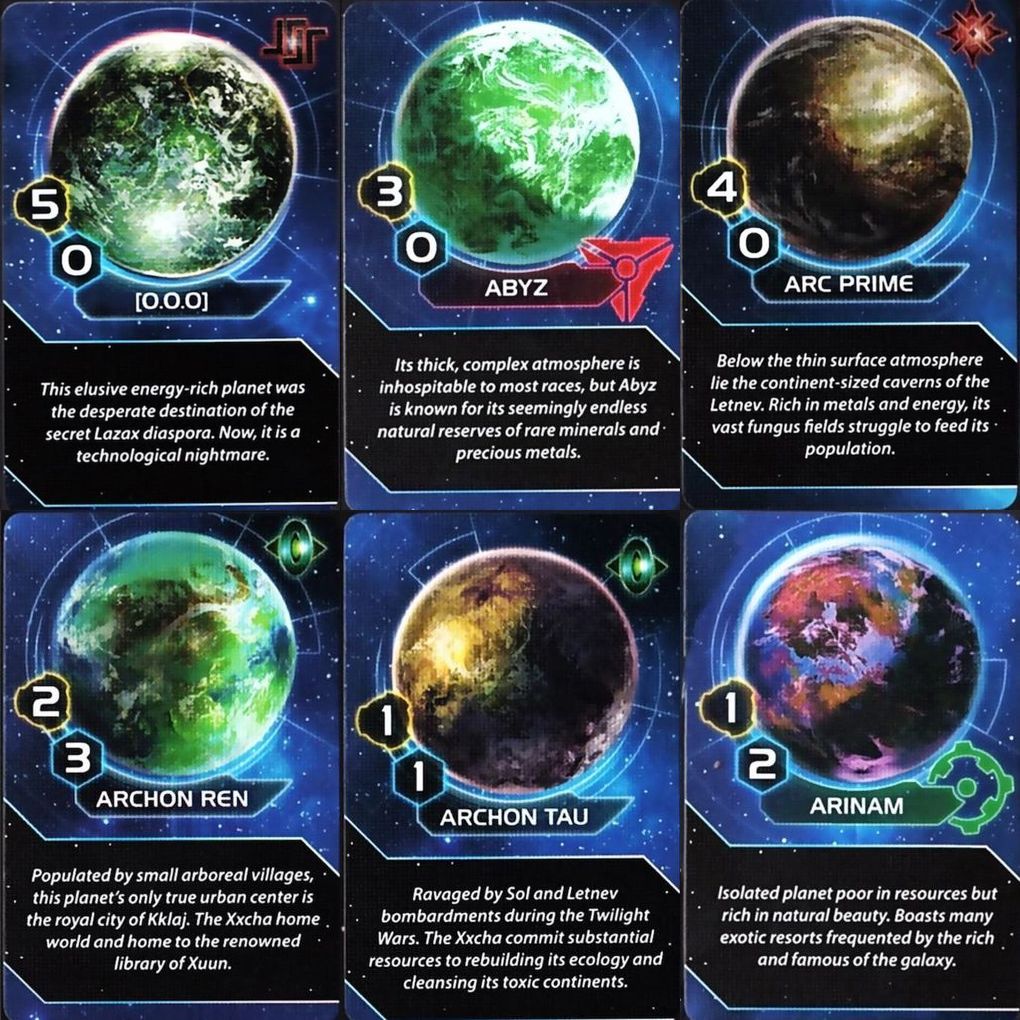 5
0
[0.0.0]
This elusive energy-rich planet was
the desperate destination of the
secret Lazax diaspora. Now, it is a
technological nightmare.
3
0
ABYZ
Its thick, complex atmosphere is
inhospitable to most races, but Abyz
is known for its seemingly endless
natural reserves of rare minerals and
precious metals.
4
0
ARC PRIME
Below the thin surface atmosphere
lie the continent-sized caverns of the
Letnev. Rich in metals and energy, its
vast fungus fields struggle to feed its
population.
2
3
ARCHON REN
Populated by small arboreal villages,
this planet's only true urban center is
the royal city of Kklaj. The Xxcha home
world and home to the renowned
library of Xuun.
1
1
ARCHON TAU
Ravaged by Sol and Letnev
bombardments during the Twilight
Wars. The Xxcha commit substantial
resources to rebuilding its ecology and
cleansing its toxic continents.
1
2
ARINAM
Isolated planet poor in resources but
rich in natural beauty. Boasts many
exotic resorts frequented by the rich
and famous of the galaxy.